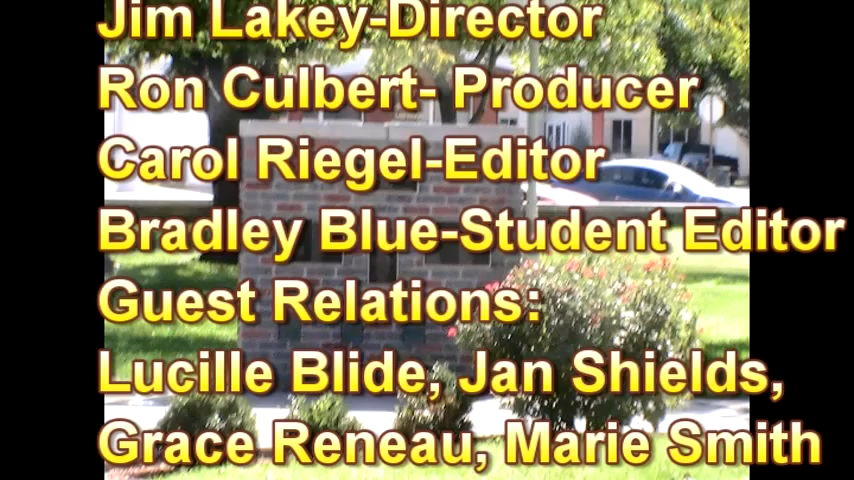 Jim Lakey-Director
Ron Culbert- Producer
Carol Riegel-Editor
Bradley Blue-Student Editor
Guest Relations:
Lucille Blide, Jan Shields,
Grace Reneau, Marie Smith